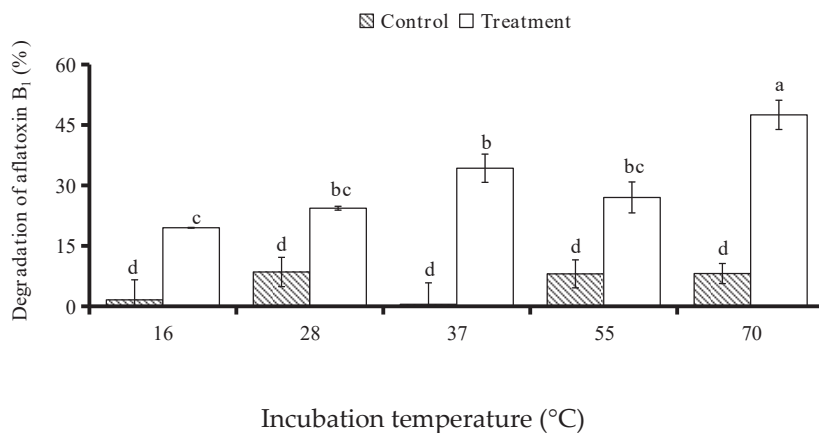 Control Treatment
Degradation of aflatoxin B₁ (%)
60
45
30
15
0
d c d bc d b d bc d a
16 28 37 55 70
Incubation temperature (°C)